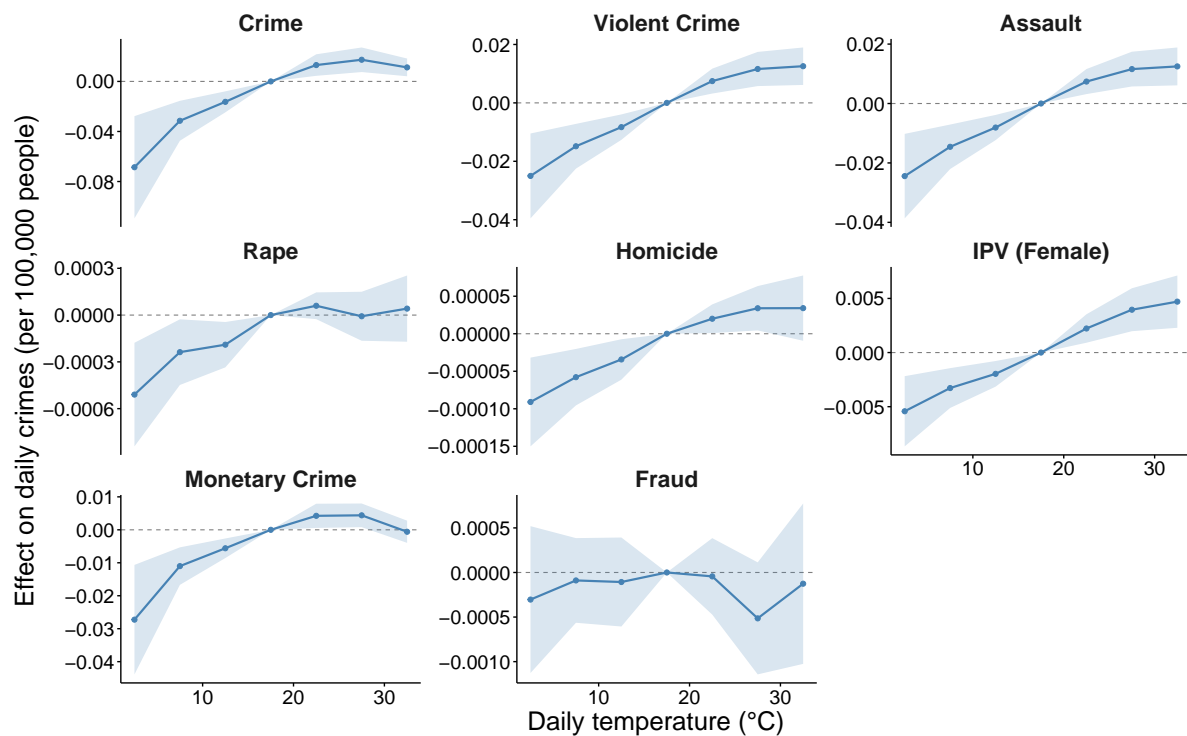 Effect on daily crimes (per 100,000 people)
Crime
0.00
−0.04
−0.08
Violent Crime
0.02
0.00
−0.02
−0.04
Assault
0.02
0.00
−0.02
−0.04
Rape
0.0003
0.0000
−0.0003
−0.0006
Homicide
0.00005
0.00000
−0.00005
−0.00010
−0.00015
IPV (Female)
0.005
0.000
−0.005
10 20 30
Monetary Crime
0.01
0.00
−0.01
−0.02
−0.03
−0.04
10 20 30
Fraud
0.0005
0.0000
−0.0005
−0.0010
10 20 30
Daily temperature (°C)